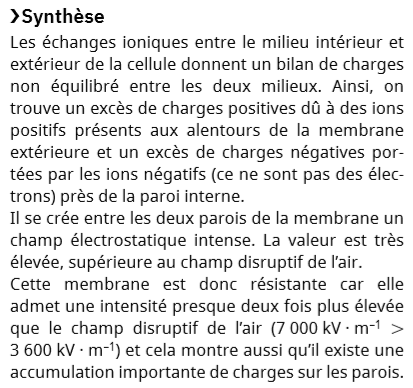 ❯Synthèse
Les échanges ioniques entre le milieu intérieur et
extérieur de la cellule donnent un bilan de charges
non équilibré entre les deux milieux. Ainsi, on
trouve un excès de charges positives dû à des ions
positifs présents aux alentours de la membrane
extérieure et un excès de charges négatives por-
tées par les ions négatifs (ce ne sont pas des élec-
trons) près de la paroi interne.
Il se crée entre les deux parois de la membrane un
champ électrostatique intense. La valeur est très
élevée, supérieure au champ disruptif de l’air.
Cette membrane est donc résistante car elle
admet une intensité presque deux fois plus élevée
que le champ disruptif de l’air (7 000 kV · m⁻¹ >
3 600 kV · m⁻¹) et cela montre aussi qu’il existe une
accumulation importante de charges sur les parois.